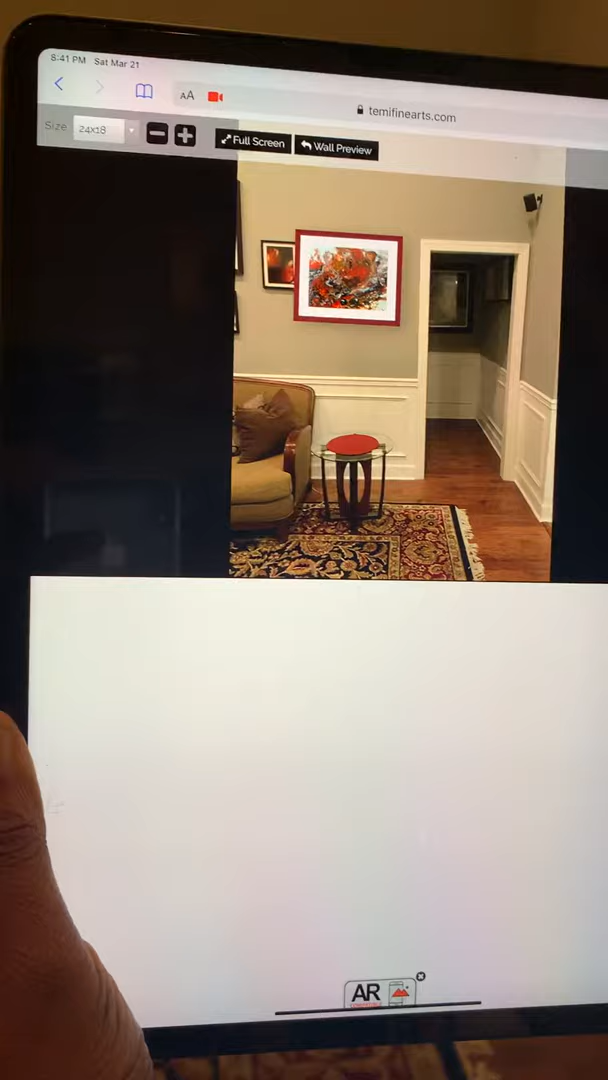 8:41 PM Sat Mar 21
AA
temifinearts.com
Size 24x18
Full Screen
Wall Preview
AR